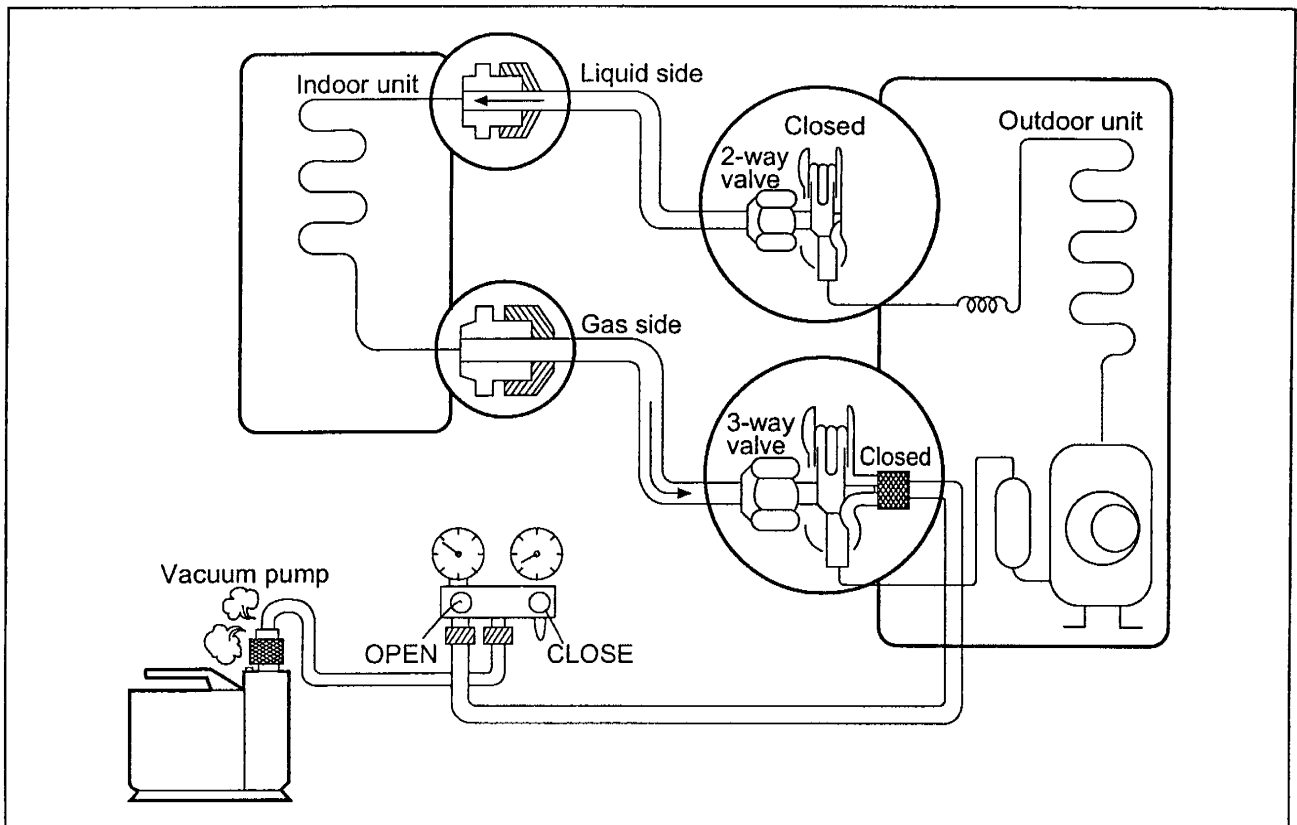 Indoor unit
Liquid side
Closed
2-way
valve
Outdoor unit
Gas side
3-way
valve
Closed
Vacuum pump
OPEN
CLOSE